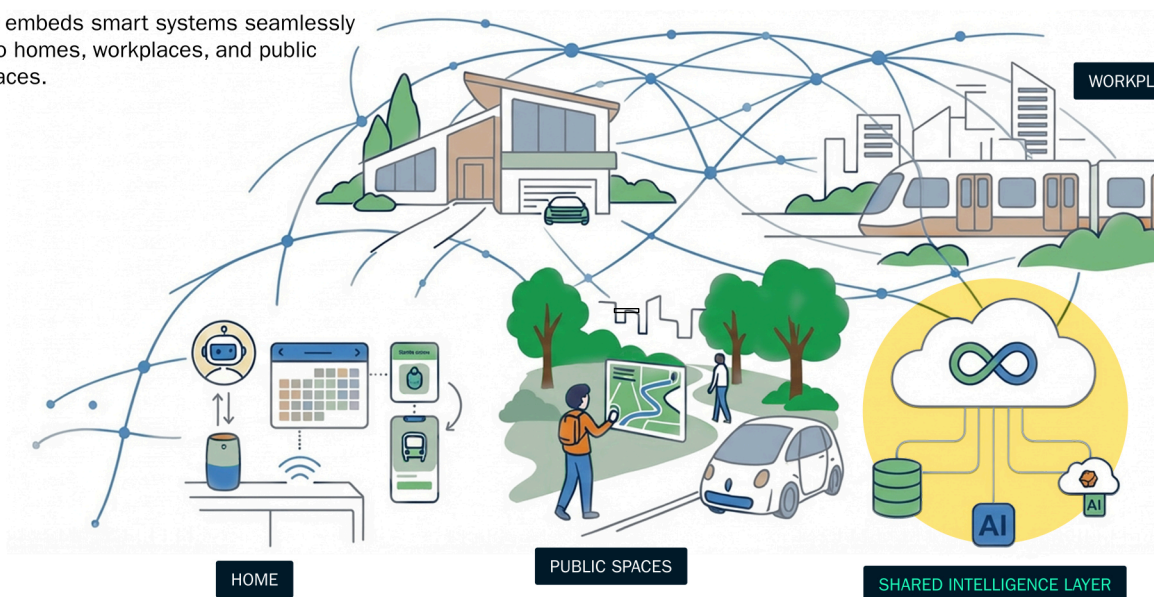 embeds smart systems seamlessly
o homes, workplaces, and public
aces.
WORKPL
AI
AI
HOME
PUBLIC SPACES
SHARED INTELLIGENCE LAYER